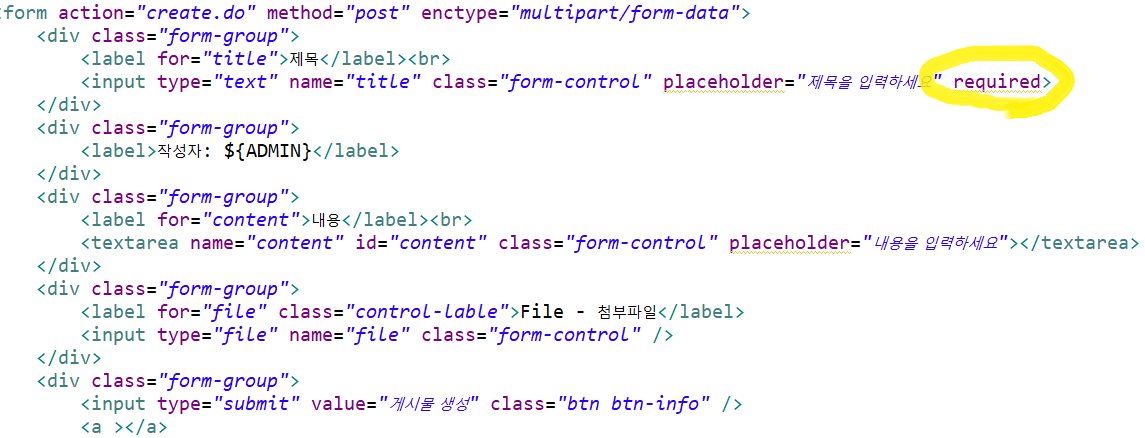 form action="create.do" method="post" enctype="multipart/form-data">
<div class="form-group">
<label for="title">제목</label><br>
<input type="text" name="title" class="form-control" placeholder="제목을 입력하세요" required>
</div>
<div class="form-group">
<label>작성자: ${ADMIN}</label>
</div>
<div class="form-group">
<label for="content">내용</label><br>
<textarea name="content" id="content" class="form-control" placeholder="내용을 입력하세요"></textarea>
</div>
<div class="form-group">
<label for="file" class="control-lable">File - 첨부파일</label>
<input type="file" name="file" class="form-control" />
</div>
<div class="form-group">
<input type="submit" value="게시물 생성" class="btn btn-info" />
<a ></a>